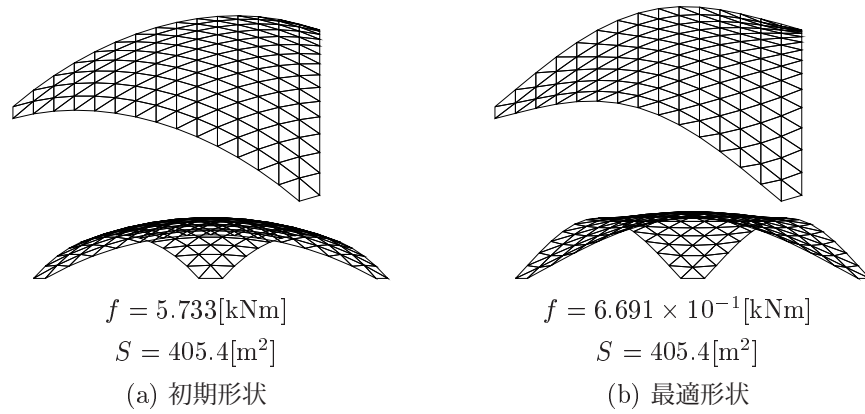 f = 5.733[kNm]
S = 405.4[m²]
(a) 初期形状
f = 6.691 × 10⁻¹[kNm]
S = 405.4[m²]
(b) 最適形状